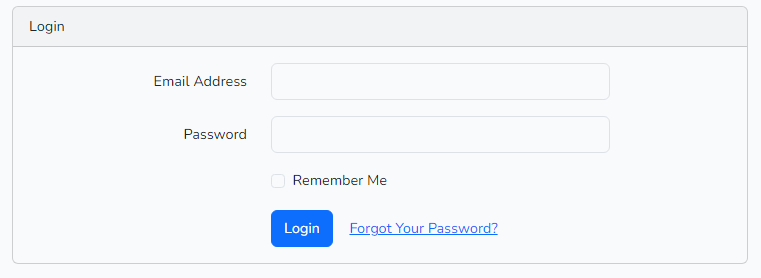 Login
Email Address
Password
Remember Me
Login Forgot Your Password?